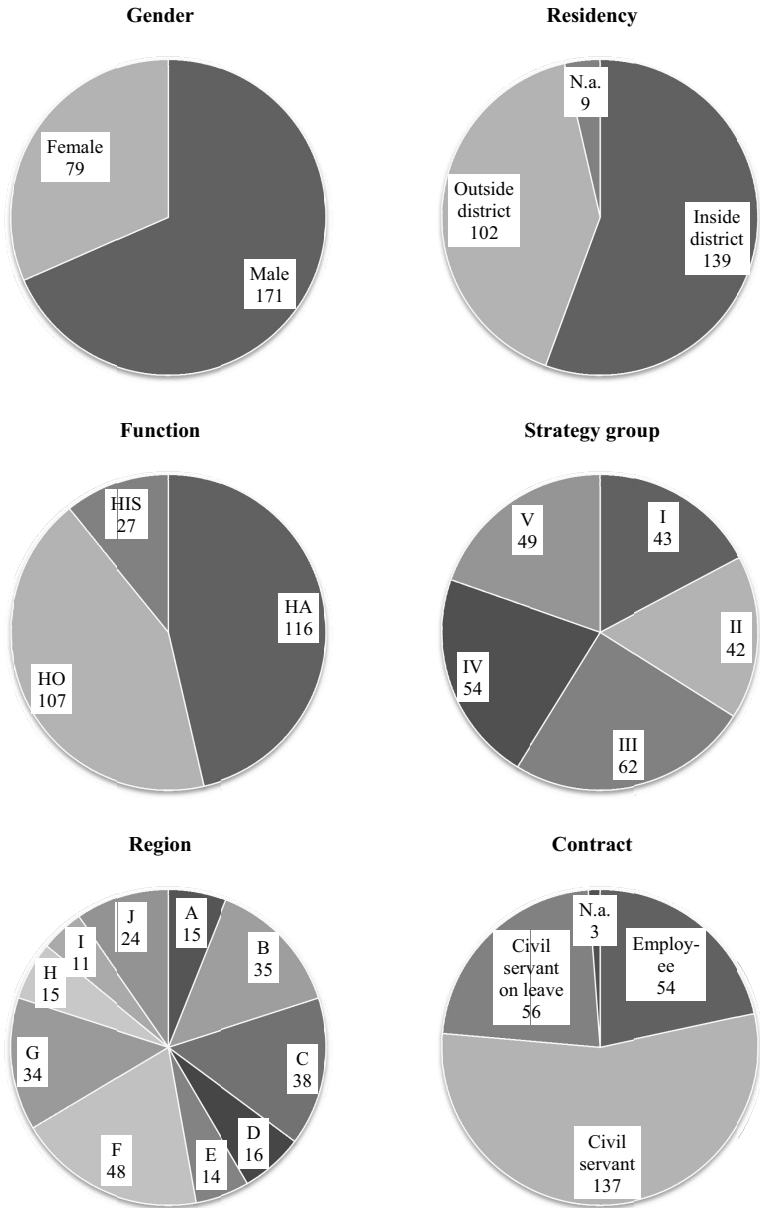 Gender
Female
79
Male
171
Residency
N.a.
9
Outside
district
102
Inside
district
139
Function
HIS
27
HA
116
HO
107
Strategy group
V
49
I
43
II
42
IV
54
III
62
Region
J
24
A
15
B
35
I
11
H
15
G
34
C
38
D
16
E
14
F
48
Contract
N.a.
3
Employ-
ee
54
Civil
servant
on leave
56
Civil
servant
137